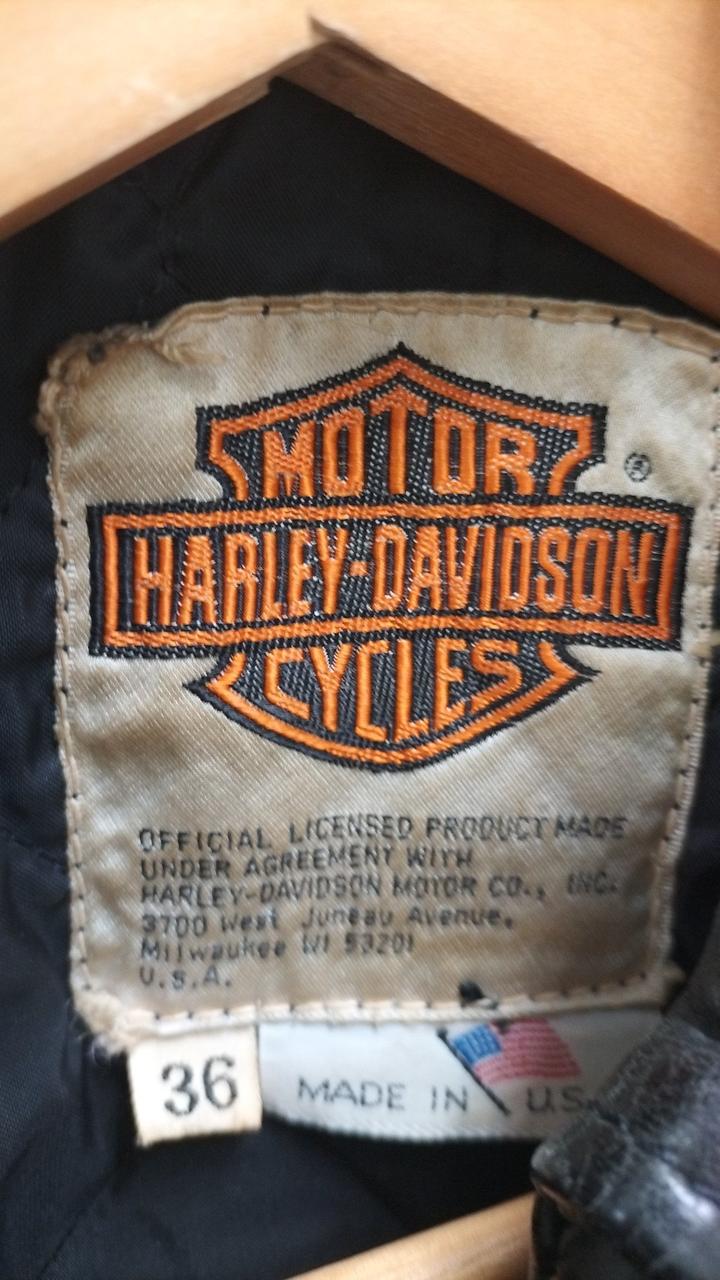 MOTOR
®
HARLEY-DAVIDSON
CYCLES
OFFICIAL LICENSED PRODUCT MADE
UNDER AGREEMENT WITH
HARLEY-DAVIDSON MOTOR CO., INC.
3700 West Juneau Avenue,
Milwaukee WI 53201
U.S.A.
36
MADE IN U.S